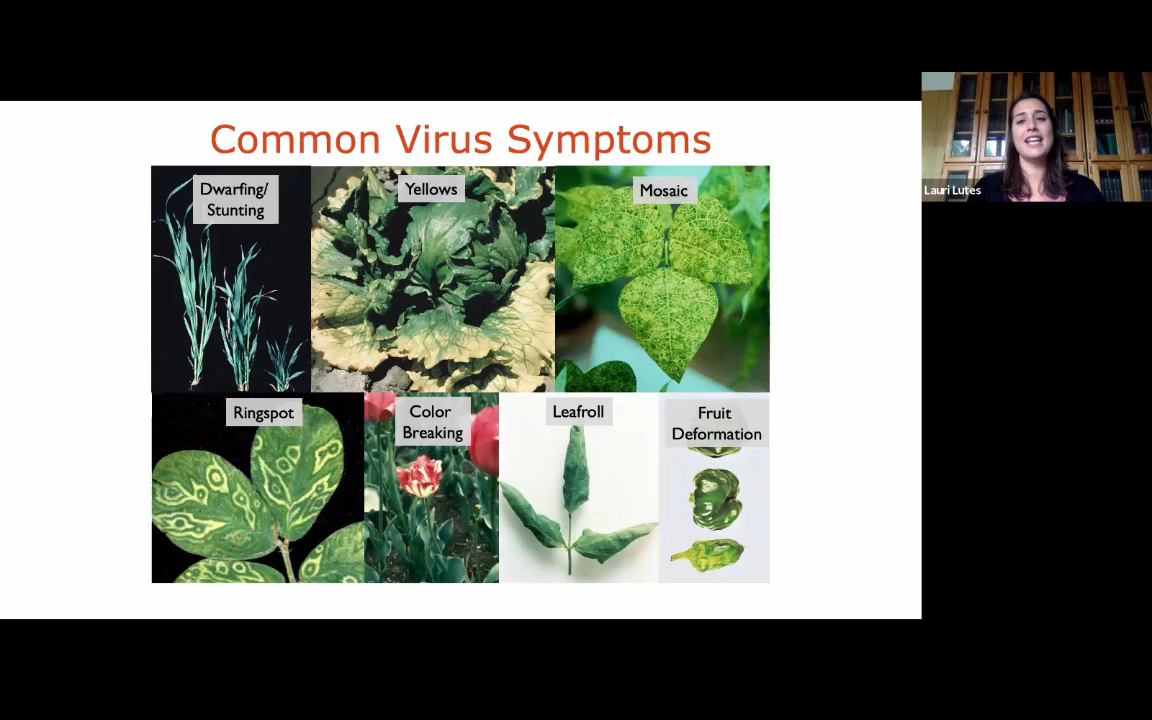 Common Virus Symptoms
Dwarfing/
Stunting
Yellows
Mosaic
Ringspot
Color
Breaking
Leafroll
Fruit
Deformation
Lauri Lutes